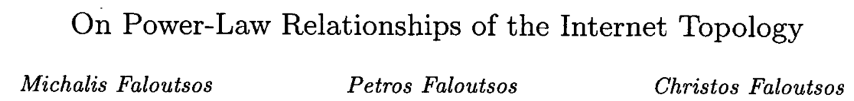 On Power-Law Relationships of the Internet Topology
Michalis Faloutsos Petros Faloutsos Christos Faloutsos